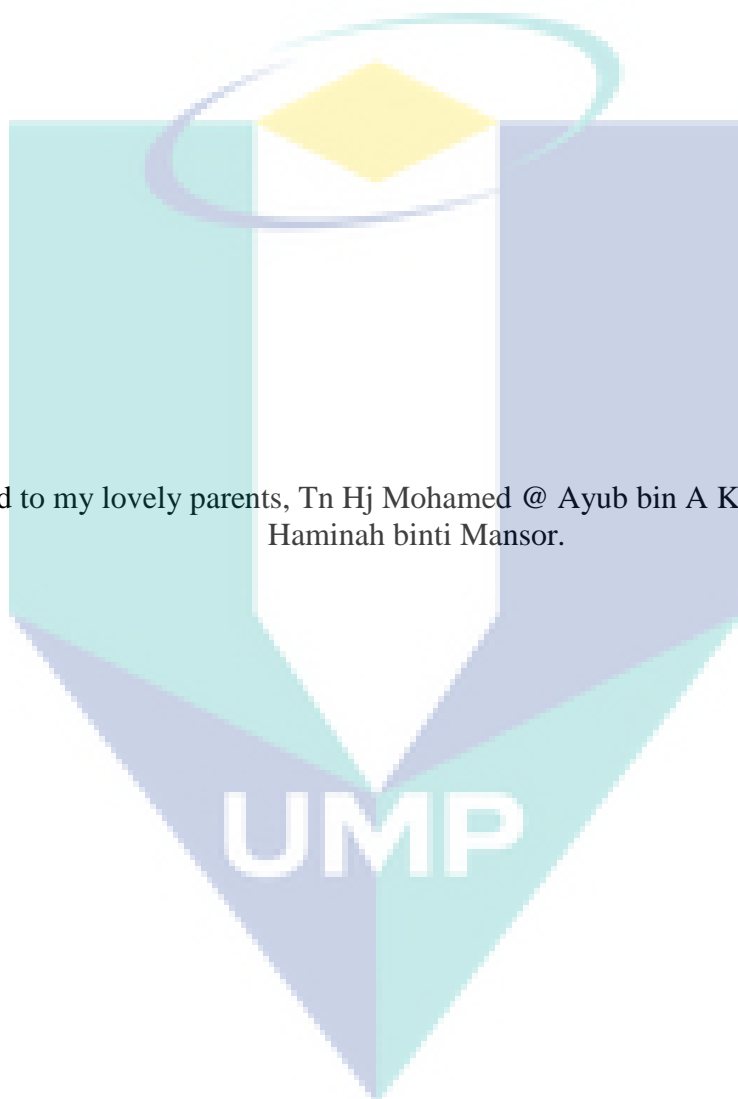 d to my lovely parents, Tn Hj Mohamed @ Ayub bin A K
Haminah binti Mansor.
UMP